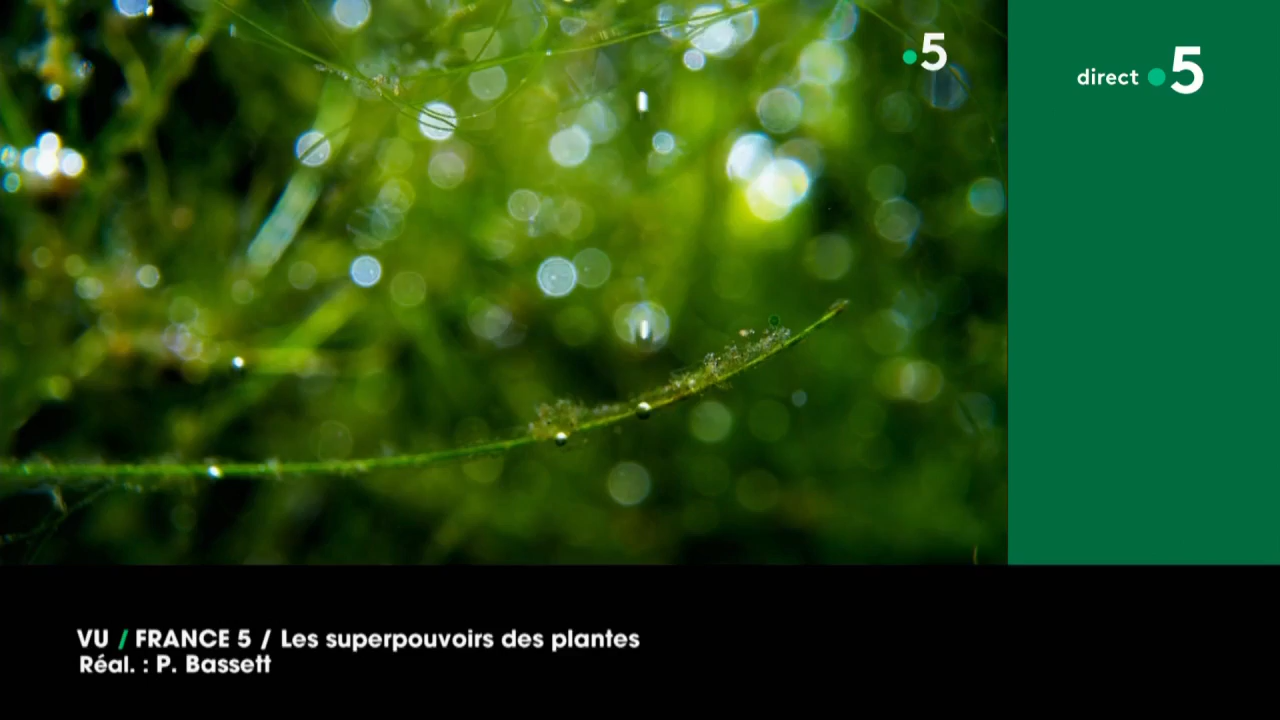 5
direct 5
VU / FRANCE 5 / Les superpouvoirs des plantes
Réal. : P. Bassett